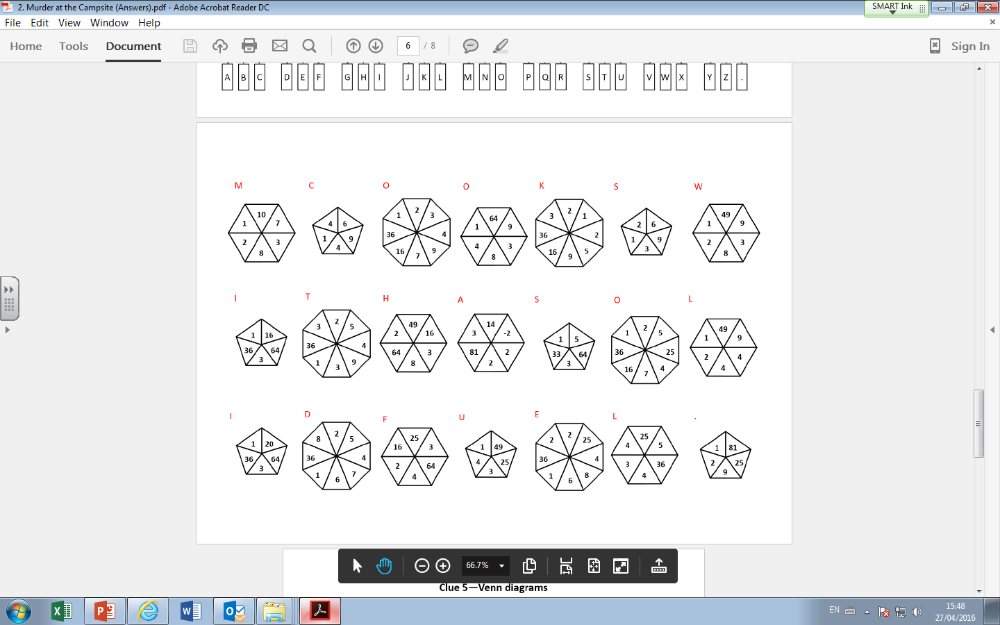 2. Murder at the Campsite (Answers).pdf - Adobe Acrobat Reader DC
SMART Ink
File Edit View Window Help
Home Tools Document 6 / 8 Sign In
A B C D E F G H I J K L M N O P Q R S T U V W X Y Z .
M C O O K S W
10 1 7 2 3 8
4 6 1 9 4
2 3 1 4 36 9 16 7
64 1 9 4 3 8
2 1 3 2 36 5 16 9
2 6 1 9 3
49 1 9 2 3 8
I T H A S O L
1 16 36 64 3
2 5 3 4 36 9 1 3
49 2 16 64 3 8
14 3 -2 81 2 2
1 5 33 64 3
2 5 1 25 36 4 16 7
49 1 9 2 4 4
I D F U E L .
1 20 36 64 3
2 5 8 4 36 7 1 6
25 16 3 2 64 4
1 49 4 25 3
2 25 2 4 36 8 1 6
25 4 5 3 36 4
1 81 2 25 9
66.7%
Clue 5—Venn diagrams
EN 15:48
27/04/2016